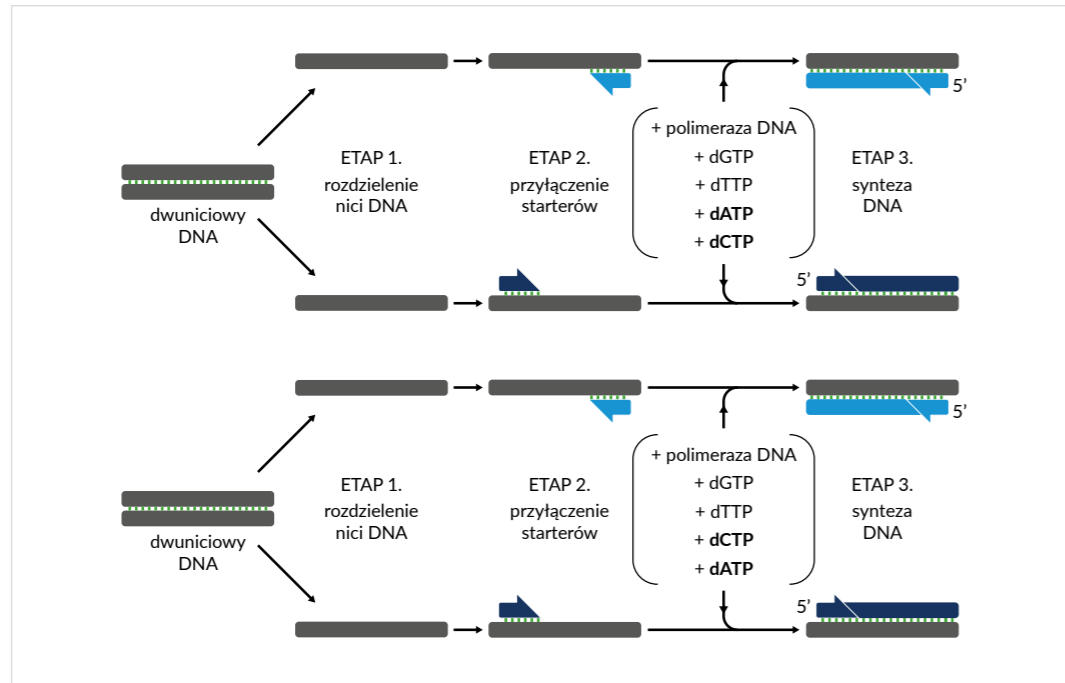 5'
+ polimeraza DNA
+ dGTP
+ dTTP
+ dATP
+ dCTP
ETAP 1.
rozdzielenie
nici DNA
ETAP 2.
przyłączenie
starterów
ETAP 3.
synteza
DNA
dwuniciowy
DNA
5'
5'
+ polimeraza DNA
+ dGTP
+ dTTP
+ dCTP
+ dATP
ETAP 1.
rozdzielenie
nici DNA
ETAP 2.
przyłączenie
starterów
ETAP 3.
synteza
DNA
dwuniciowy
DNA
5'